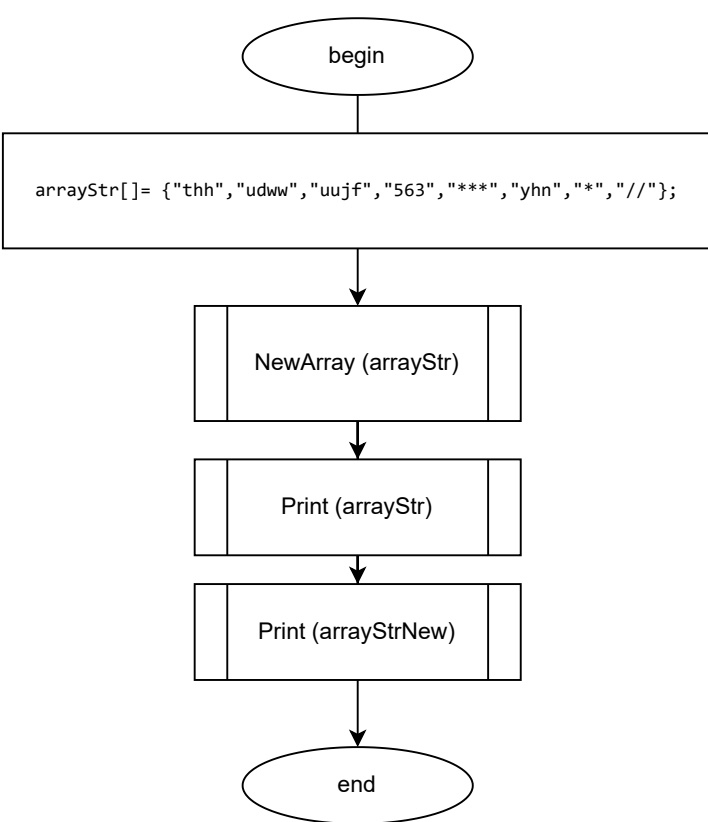 begin
arrayStr[]= {"thh","udww","uujf","563","***","yhn","*","//"};
NewArray (arrayStr)
Print (arrayStr)
Print (arrayStrNew)
end